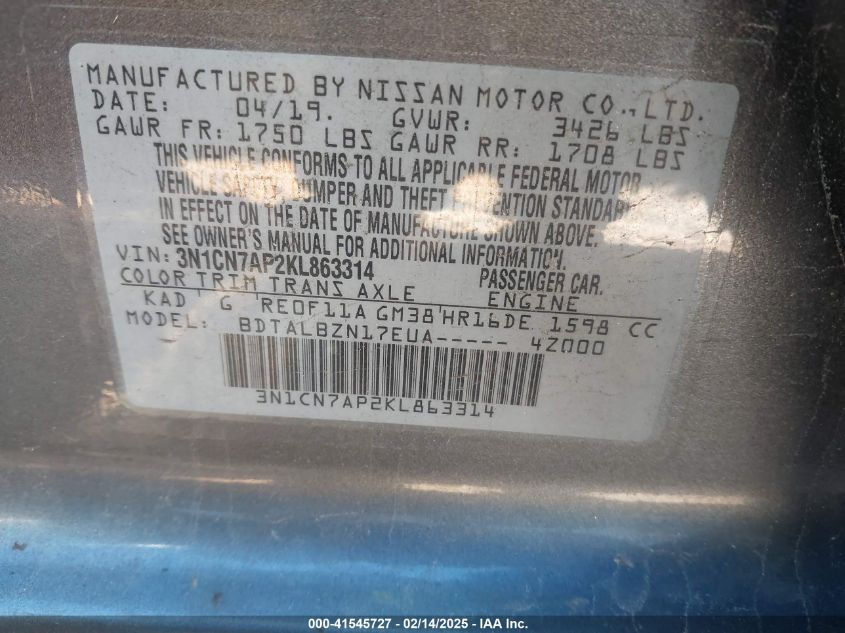 MANUFACTURED BY NISSAN MOTOR CO., LTD.
DATE: 04/19. GVWR: 3426 LBS
GAWR FR: 1750 LBS GAWR RR: 1708 LBS
THIS VEHICLE CONFORMS TO ALL APPLICABLE FEDERAL MOTOR
VEHICLE SAFETY, BUMPER AND THEFT PREVENTION STANDARDS
IN EFFECT ON THE DATE OF MANUFACTURE SHOWN ABOVE.
SEE OWNER'S MANUAL FOR ADDITIONAL INFORMATION.
VIN: 3N1CN7AP2KL863314 PASSENGER CAR.
COLOR TRIM TRANS AXLE ENGINE
KAD G RE0F11A GM38 HR16DE 1598 CC
MODEL: BDTALBZN17EUA----- 4Z000
3N1CN7AP2KL863314
000-41545727 - 02/14/2025 - IAA Inc.